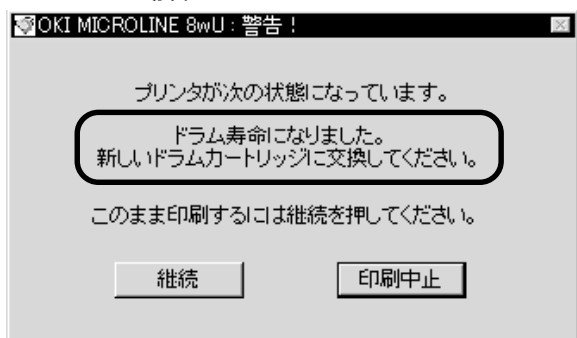 OKI MICROLINE 8wU : 警告！
プリンタが次の状態になっています。
ドラム寿命になりました。
新しいドラムカートリッジに交換してください。
このまま印刷するには継続を押してください。
継続
印刷中止